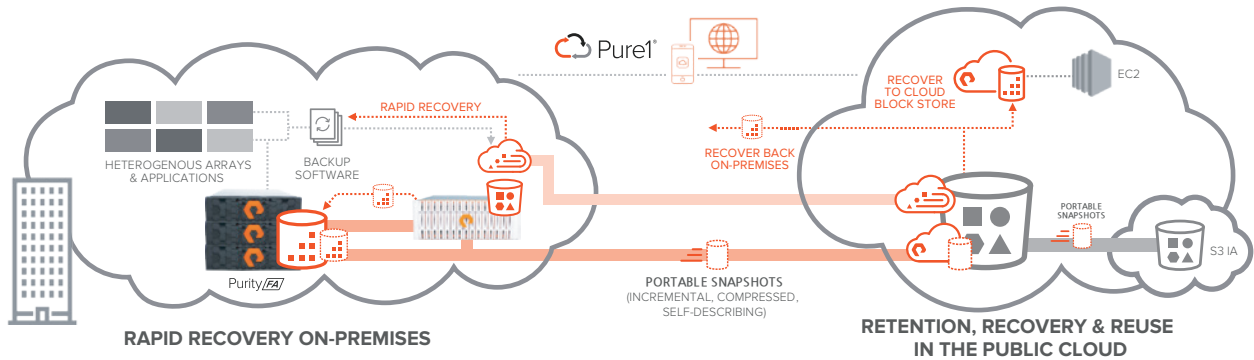 Pure1®
RECOVER
TO CLOUD
BLOCK STORE
EC2
RAPID RECOVERY
HETEROGENOUS ARRAYS
& APPLICATIONS
BACKUP
SOFTWARE
RECOVER BACK
ON-PREMISES
PORTABLE
SNAPSHOTS
S3 IA
Purity/FA/
PORTABLE SNAPSHOTS
(INCREMENTAL, COMPRESSED,
SELF-DESCRIBING)
RAPID RECOVERY ON-PREMISES
RETENTION, RECOVERY & REUSE
IN THE PUBLIC CLOUD